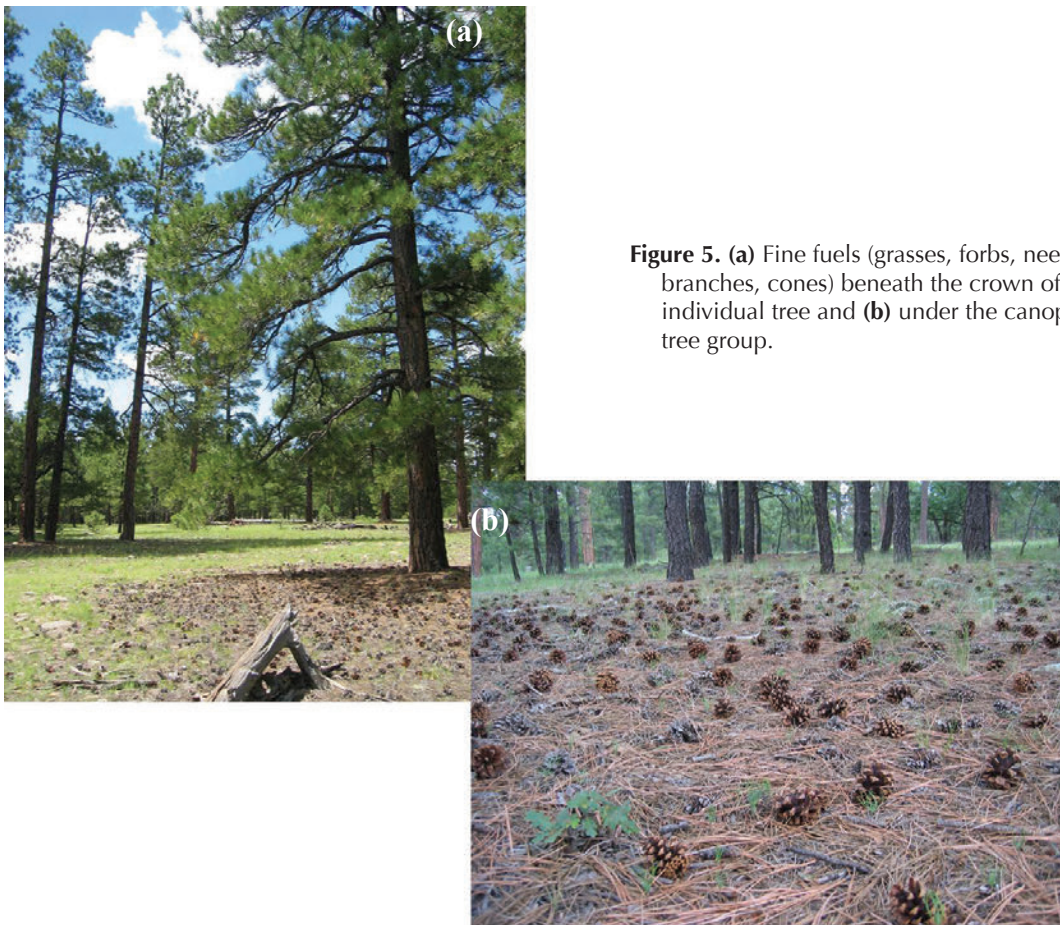 (a)
Figure 5. (a) Fine fuels (grasses, forbs, nee
branches, cones) beneath the crown of
individual tree and (b) under the canop
tree group.
(b)